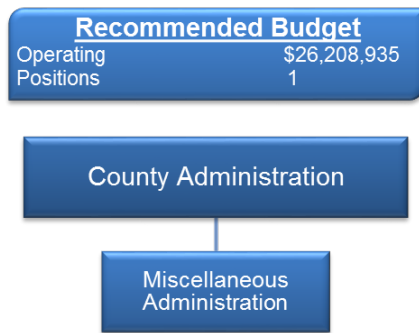 Recommended Budget
Operating $26,208,935
Positions 1
County Administration
Miscellaneous
Administration